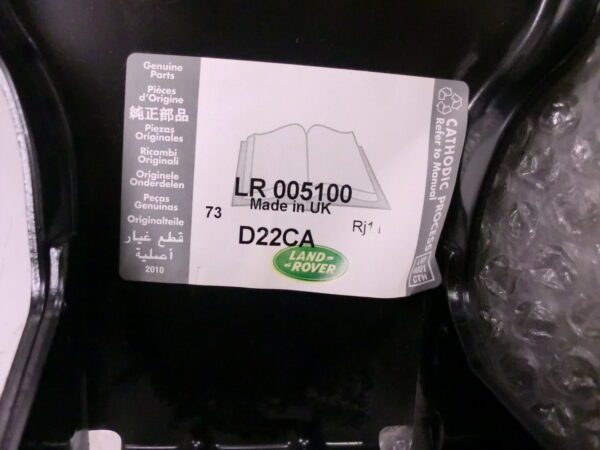 Genuine
Parts
Pièces
d'Origine
純正部品
Piezas
Originales
Ricambi
Originali
Originele
Onderdelen
Peças
Genuinas
Originalteile
قطع غيار
أصلية
2010
LR 005100
Made in UK
73
D22CA
LAND-
-ROVER
CATHODIC PROCESS
Refer to Manual